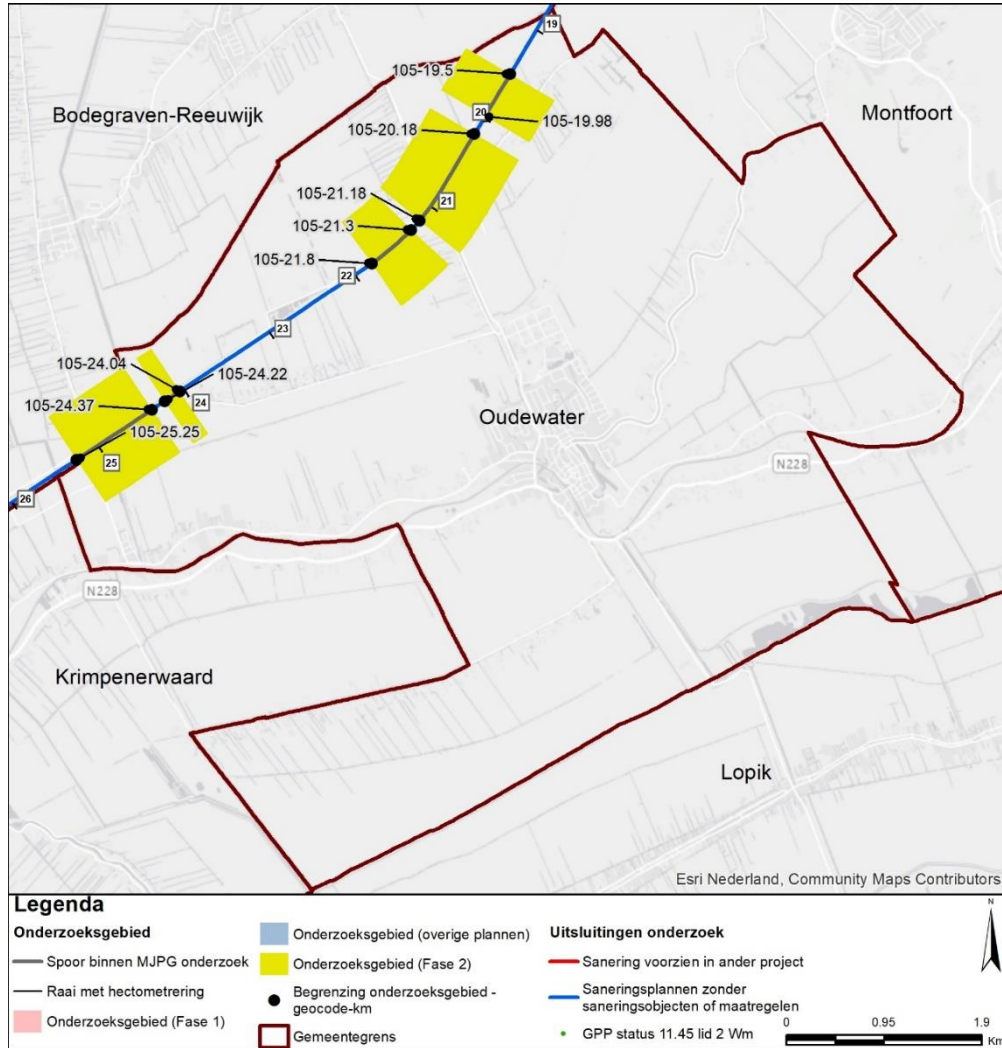 19
105-19.5
Bodegraven-Reeuwijk
Montfoort
20
105-19.98
105-20.18
105-21.18
21
105-21.3
105-21.8
22
23
105-24.04
105-24.22
105-24.37
24
Oudewater
105-25.25
25
N228
26
N228
Krimpenerwaard
Lopik
Esri Nederland, Community Maps Contributors
Legenda
Onderzoeksgebied
Spoor binnen MJPG onderzoek
Raai met hectometrering
Onderzoeksgebied (Fase 1)
Onderzoeksgebied (overige plannen)
Onderzoeksgebied (Fase 2)
Begrenzing onderzoeksgebied -
geocode-km
Gemeentegrens
Uitsluitingen onderzoek
Sanering voorzien in ander project
Saneringsplannen zonder
saneringsobjecten of maatregelen
GPP status 11.45 lid 2 Wm
N
0 0.95 1.9
Km